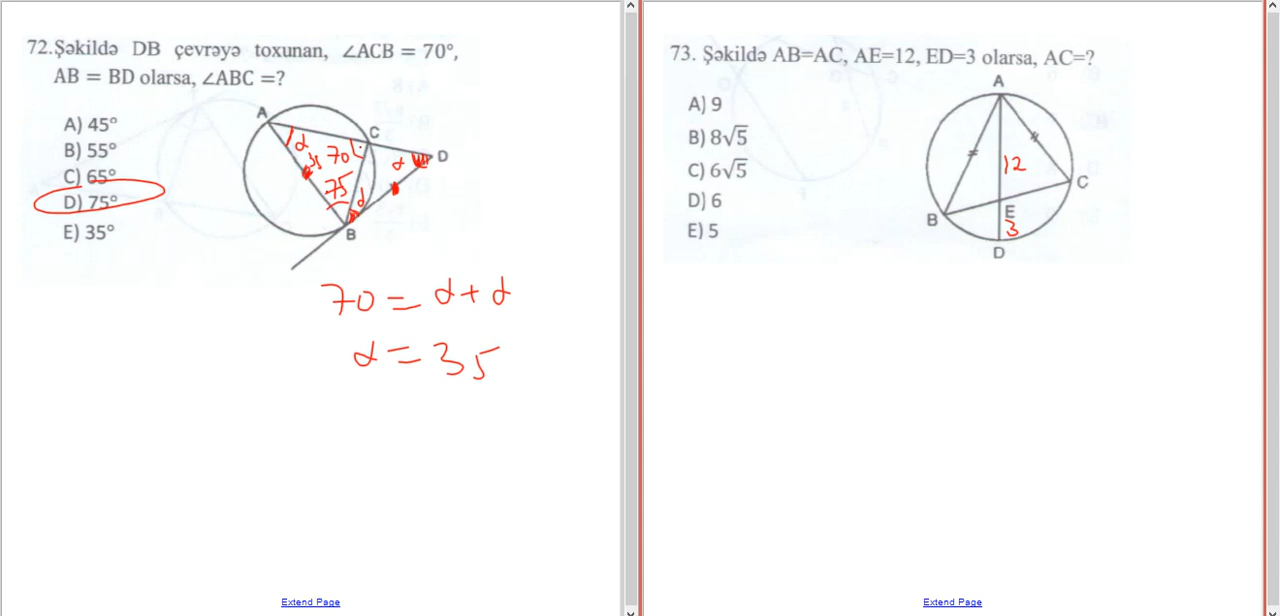 72.Şəkildə DB çevrəyə toxunan, ∠ACB = 70°,
AB = BD olarsa, ∠ABC =?
A) 45°
B) 55°
C) 65°
D) 75°
E) 35°
A
C
D
B
α
35
70
75
α
α
70 = α + α
α = 35
Extend Page
73. Şəkildə AB=AC, AE=12, ED=3 olarsa, AC=?
A) 9
B) 8√5
C) 6√5
D) 6
E) 5
A
12
C
B
E
3
D
Extend Page